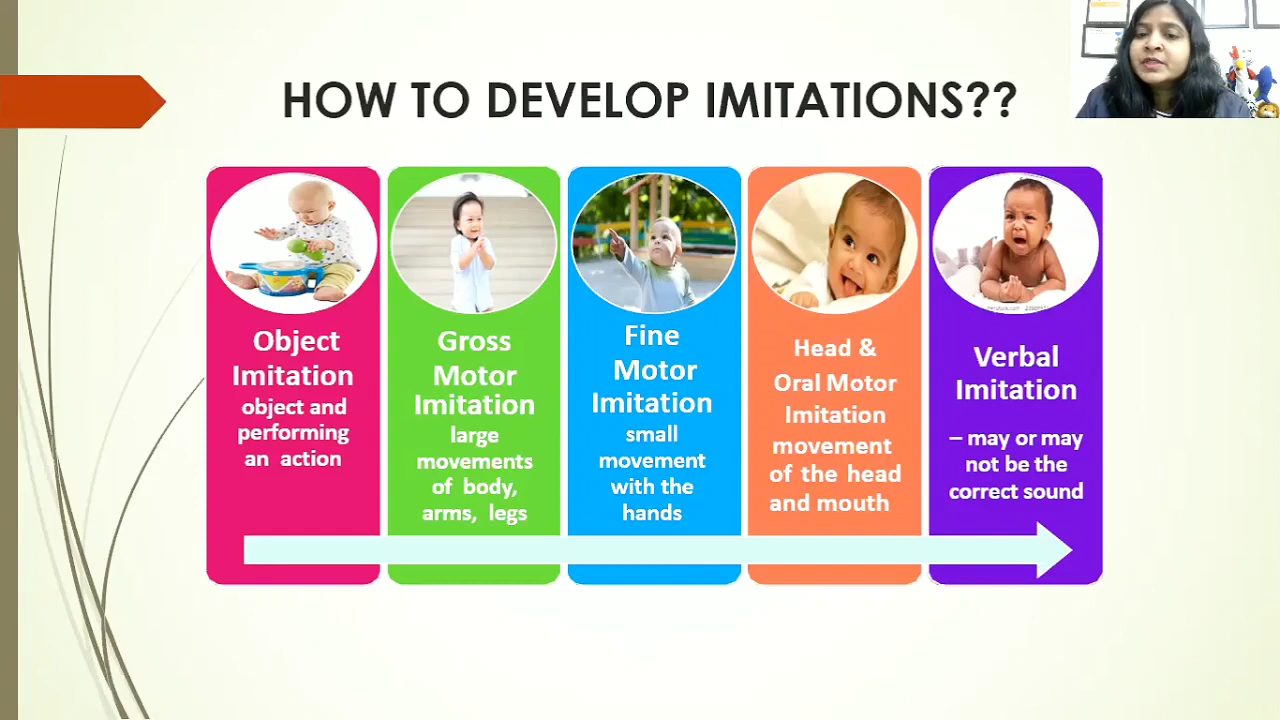 HOW TO DEVELOP IMITATIONS??
Object
Imitation
object and
performing
an action
Gross
Motor
Imitation
large
movements
of body,
arms, legs
Fine
Motor
Imitation
small
movement
with the
hands
Head &
Oral Motor
Imitation
movement
of the head
and mouth
Verbal
Imitation
– may or may
not be the
correct sound